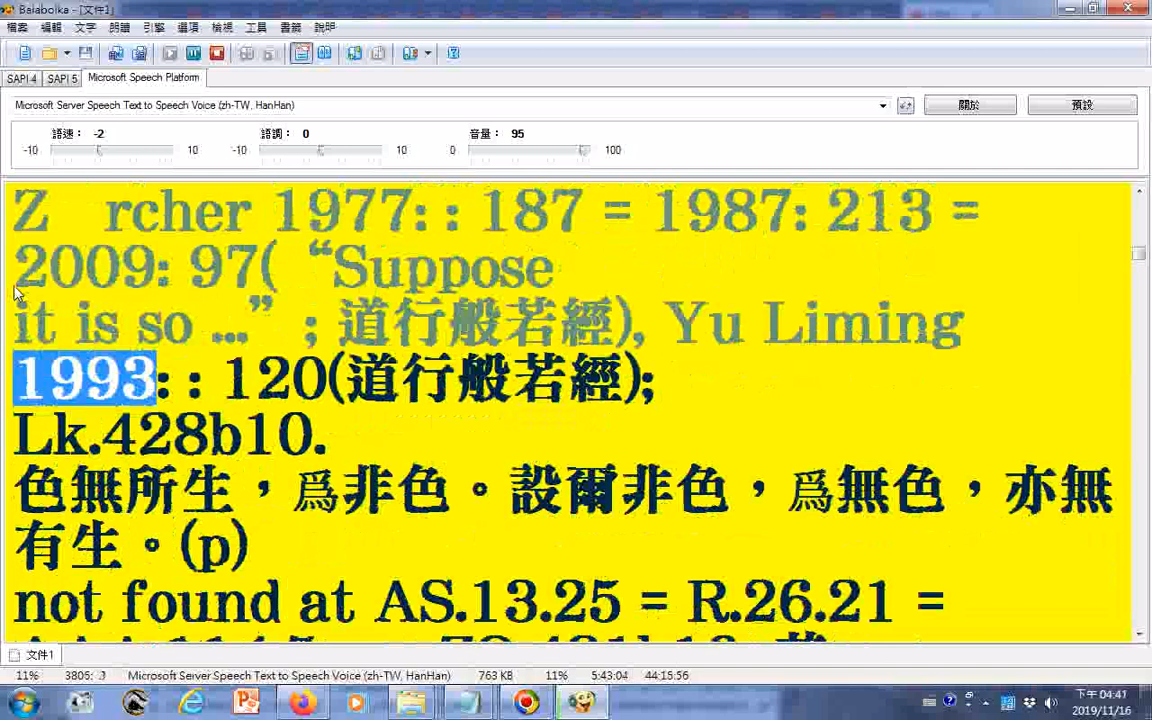 Balabolka - [文件1]
檔案 編輯 文字 朗讀 引擎 選項 檢視 工具 書籤 說明
SAPI 4 SAPI 5 Microsoft Speech Platform
Microsoft Server Speech Text to Speech Voice (zh-TW, HanHan) 關於 預設
語速： -2 語調： 0 音量： 95
-10 10 -10 10 0 100
Z rcher 1977: : 187 = 1987: 213 =
2009: 97( “Suppose
it is so ...” ; 道行般若經), Yu Liming
1993: : 120(道行般若經);
Lk.428b10.
色無所生，爲非色。設爾非色，爲無色，亦無
有生。(p)
not found at AS.13.25 = R.26.21 =
文件1
11% 3805: Microsoft Server Speech Text to Speech Voice (zh-TW, HanHan) 763 KB 11% 5:43:04 44:15:56
下午 04:41
2019/11/16